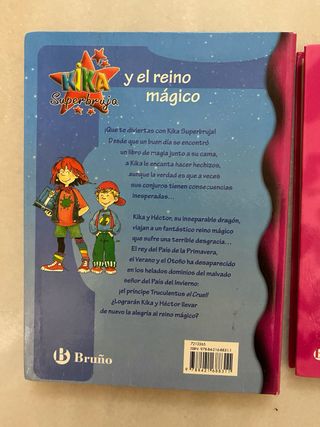 KIKA
Superbruja
y el reino
mágico
¡Que te diviertas con Kika Superbruja!
Desde que un buen día se encontró
un libro de magia junto a su cama,
a Kika le encanta hacer hechizos,
aunque la verdad es que a veces
sus conjuros tienen consecuencias
inesperadas...
Kika y Héctor, su inseparable dragón,
viajan a un fantástico reino mágico
que sufre una terrible desgracia...
El rey del País de la Primavera,
el Verano y el Otoño ha desaparecido
en los helados dominios del malvado
señor del País del Invierno:
¡el príncipe Truculentus el Cruel!
¿Lograrán Kika y Héctor llevar
de nuevo la alegría al reino mágico?
Bruño